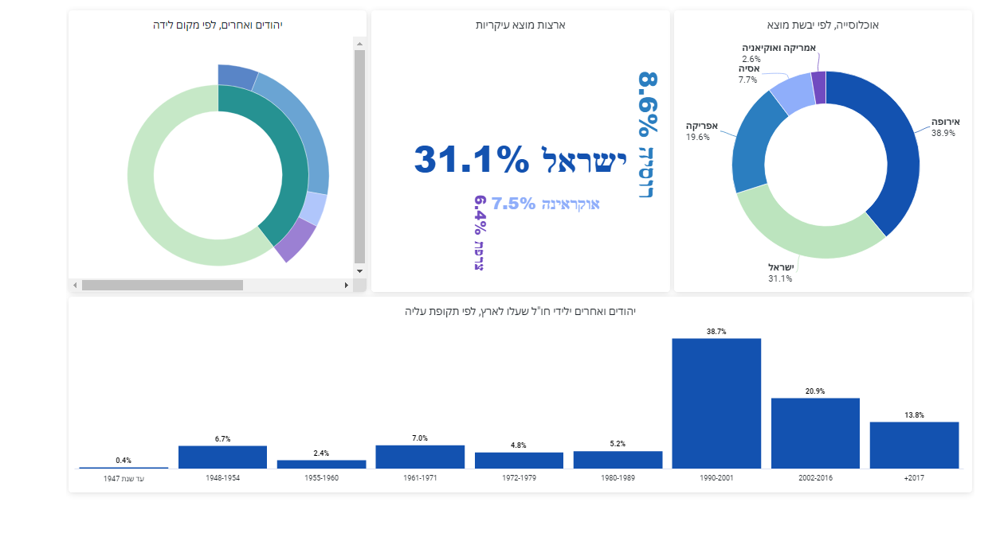 אוכלוסייה, לפי יבשת מוצא
אמריקה ואוקיאניה
2.6%
אסיה
7.7%
אפריקה
19.6%
אירופה
38.9%
ישראל
31.1%
ארצות מוצא עיקריות
רוסיה 8.6%
ישראל 31.1%
אוקראינה 7.5%
צרפת 6.4%
יהודים ואחרים, לפי מקום לידה
יהודים ואחרים ילידי חו"ל שעלו לארץ, לפי תקופת עליה
0.4%
6.7%
2.4%
7.0%
4.8%
5.2%
38.7%
20.9%
13.8%
עד שנת 1947
1948-1954
1955-1960
1961-1971
1972-1979
1980-1989
1990-2001
2002-2016
+2017